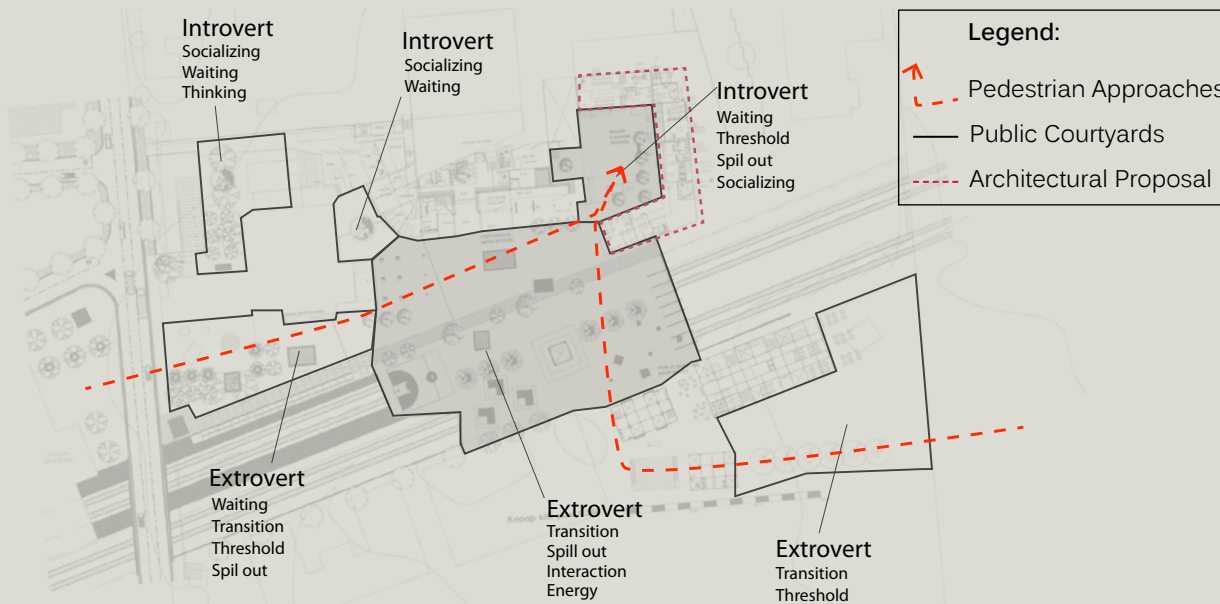 Introvert
Socializing
Waiting
Thinking
Introvert
Socializing
Waiting
Introvert
Waiting
Threshold
Spil out
Socializing
Legend:
Pedestrian Approaches
Public Courtyards
Architectural Proposal
Extrovert
Waiting
Transition
Threshold
Spil out
Extrovert
Transition
Spill out
Interaction
Energy
Extrovert
Transition
Threshold
Knoop